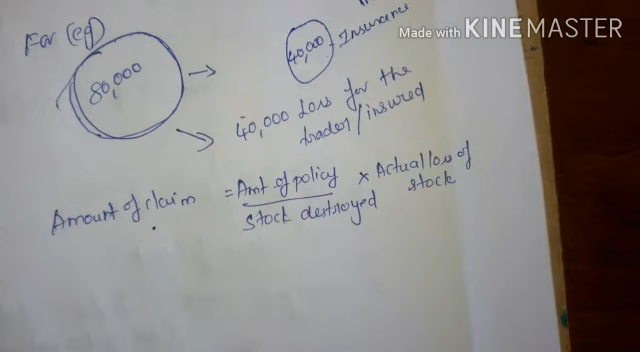 Made with KINEMASTER
For (eg)
80,000
40,000 - Insurance
40,000 Loss for the
trader/insured
Amount of claim = Amt of policy × Actual loss of
stock destroyed stock